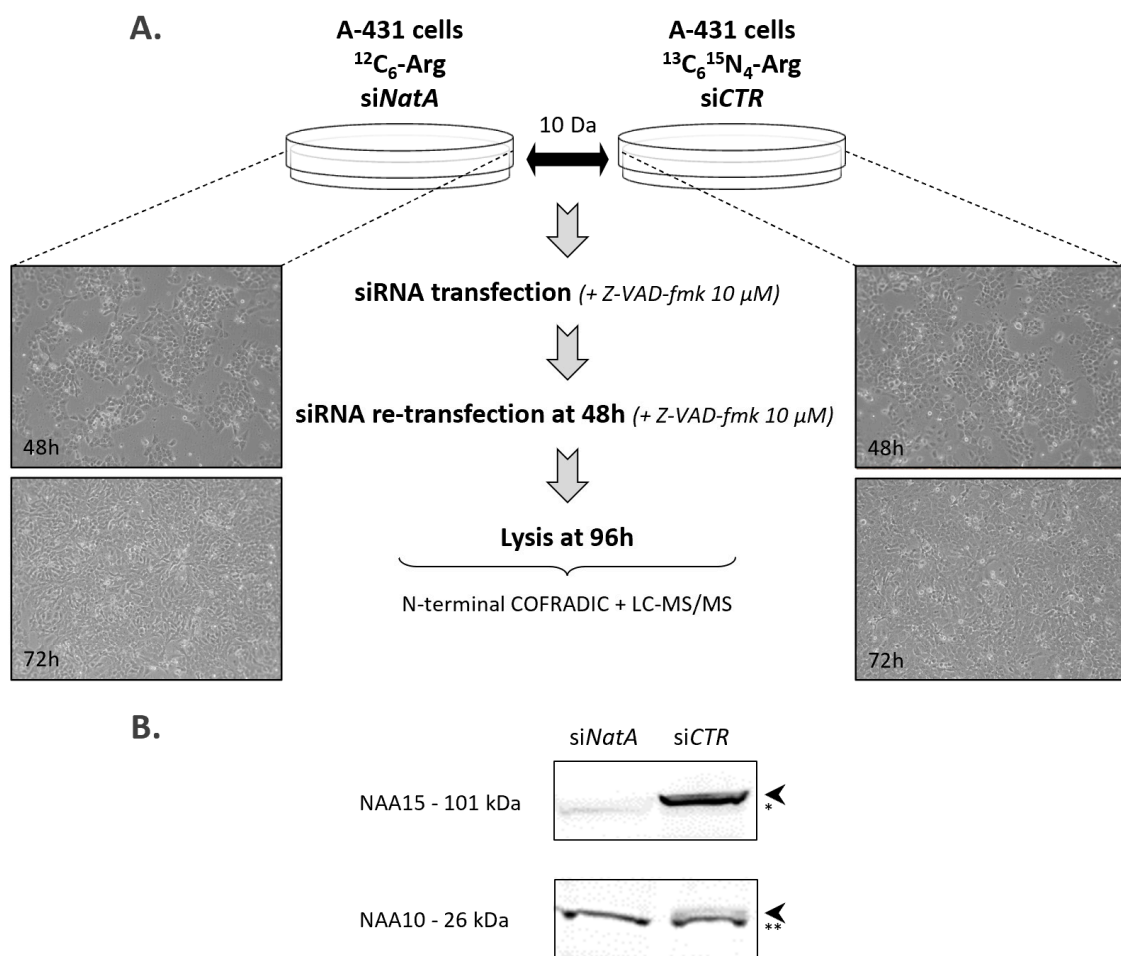 A.
A-431 cells
¹²C₆-Arg
siNatA
A-431 cells
¹³C₆¹⁵N₄-Arg
siCTR
10 Da
siRNA transfection (+ Z-VAD-fmk 10 µM)
siRNA re-transfection at 48h (+ Z-VAD-fmk 10 µM)
Lysis at 96h
N-terminal COFRADIC + LC-MS/MS
48h
72h
48h
72h
B.
siNatA siCTR
NAA15 - 101 kDa
*
NAA10 - 26 kDa
**